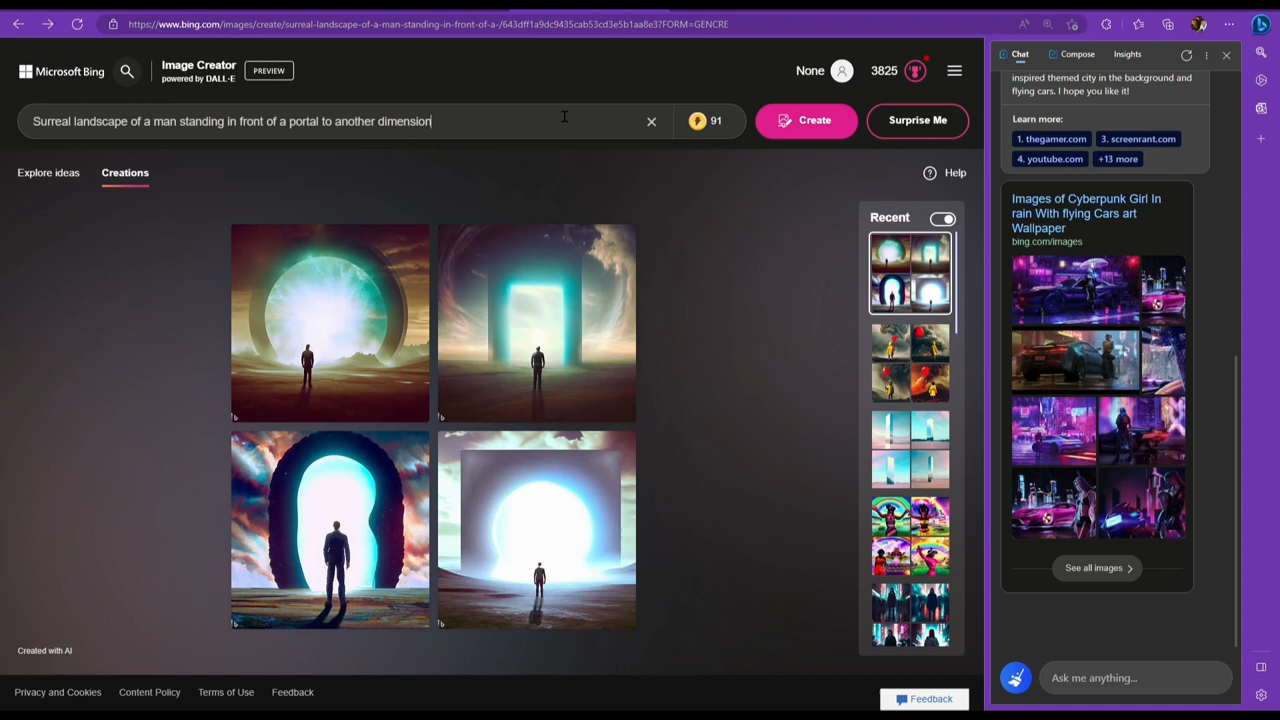 https://www.bing.com/images/create/surreal-landscape-of-a-man-standing-in-front-of-a-/643dff1a9dc9435cab53cd3e5b1aa8e3?FORM=GENCRE
Microsoft Bing
Image Creator
powered by DALL-E
PREVIEW
None
3825
Surreal landscape of a man standing in front of a portal to another dimension
91
Create
Surprise Me
Explore ideas
Creations
Help
Recent
Created with AI
Privacy and Cookies
Content Policy
Terms of Use
Feedback
Feedback
Chat
Compose
Insights
inspired themed city in the background and
flying cars. I hope you like it!
Learn more:
1. thegamer.com
3. screenrant.com
4. youtube.com
+13 more
Images of Cyberpunk Girl In
rain With flying Cars art
Wallpaper
bing.com/images
See all images
Ask me anything...